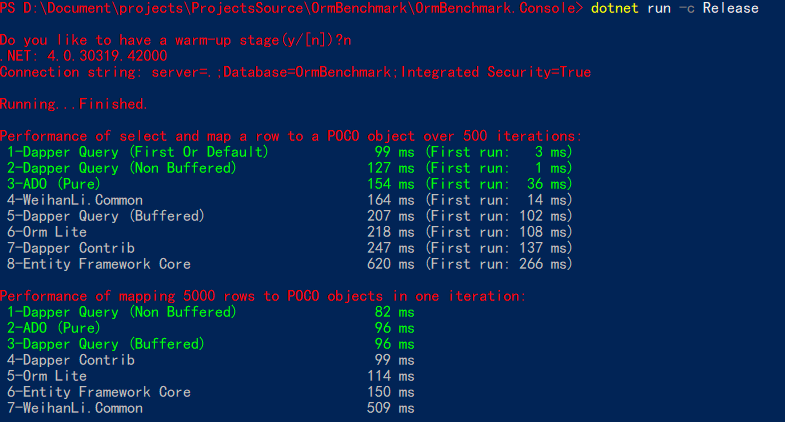 PS D:\Document\projects\ProjectsSource\OrmBenchmark\OrmBenchmark.Console> dotnet run -c Release
Do you like to have a warm-up stage(y/[n])?n
.NET: 4.0.30319.42000
Connection string: server=.;Database=OrmBenchmark;Integrated Security=True
Running...Finished.
Performance of select and map a row to a POCO object over 500 iterations:
1-Dapper Query (First Or Default) 99 ms (First run: 3 ms)
2-Dapper Query (Non Buffered) 127 ms (First run: 1 ms)
3-ADO (Pure) 154 ms (First run: 36 ms)
4-WeihanLi.Common 164 ms (First run: 14 ms)
5-Dapper Query (Buffered) 207 ms (First run: 102 ms)
6-Orm Lite 218 ms (First run: 108 ms)
7-Dapper Contrib 247 ms (First run: 137 ms)
8-Entity Framework Core 620 ms (First run: 266 ms)
Performance of mapping 5000 rows to POCO objects in one iteration:
1-Dapper Query (Non Buffered) 82 ms
2-ADO (Pure) 96 ms
3-Dapper Query (Buffered) 96 ms
4-Dapper Contrib 99 ms
5-Orm Lite 114 ms
6-Entity Framework Core 150 ms
7-WeihanLi.Common 509 ms